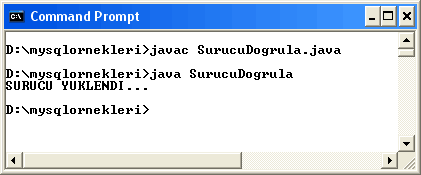 Command Prompt
D:\mysqlornekleri>javac SurucuDogrula.java
D:\mysqlornekleri>java SurucuDogrula
SURUCU YUKLENDI...
D:\mysqlornekleri>